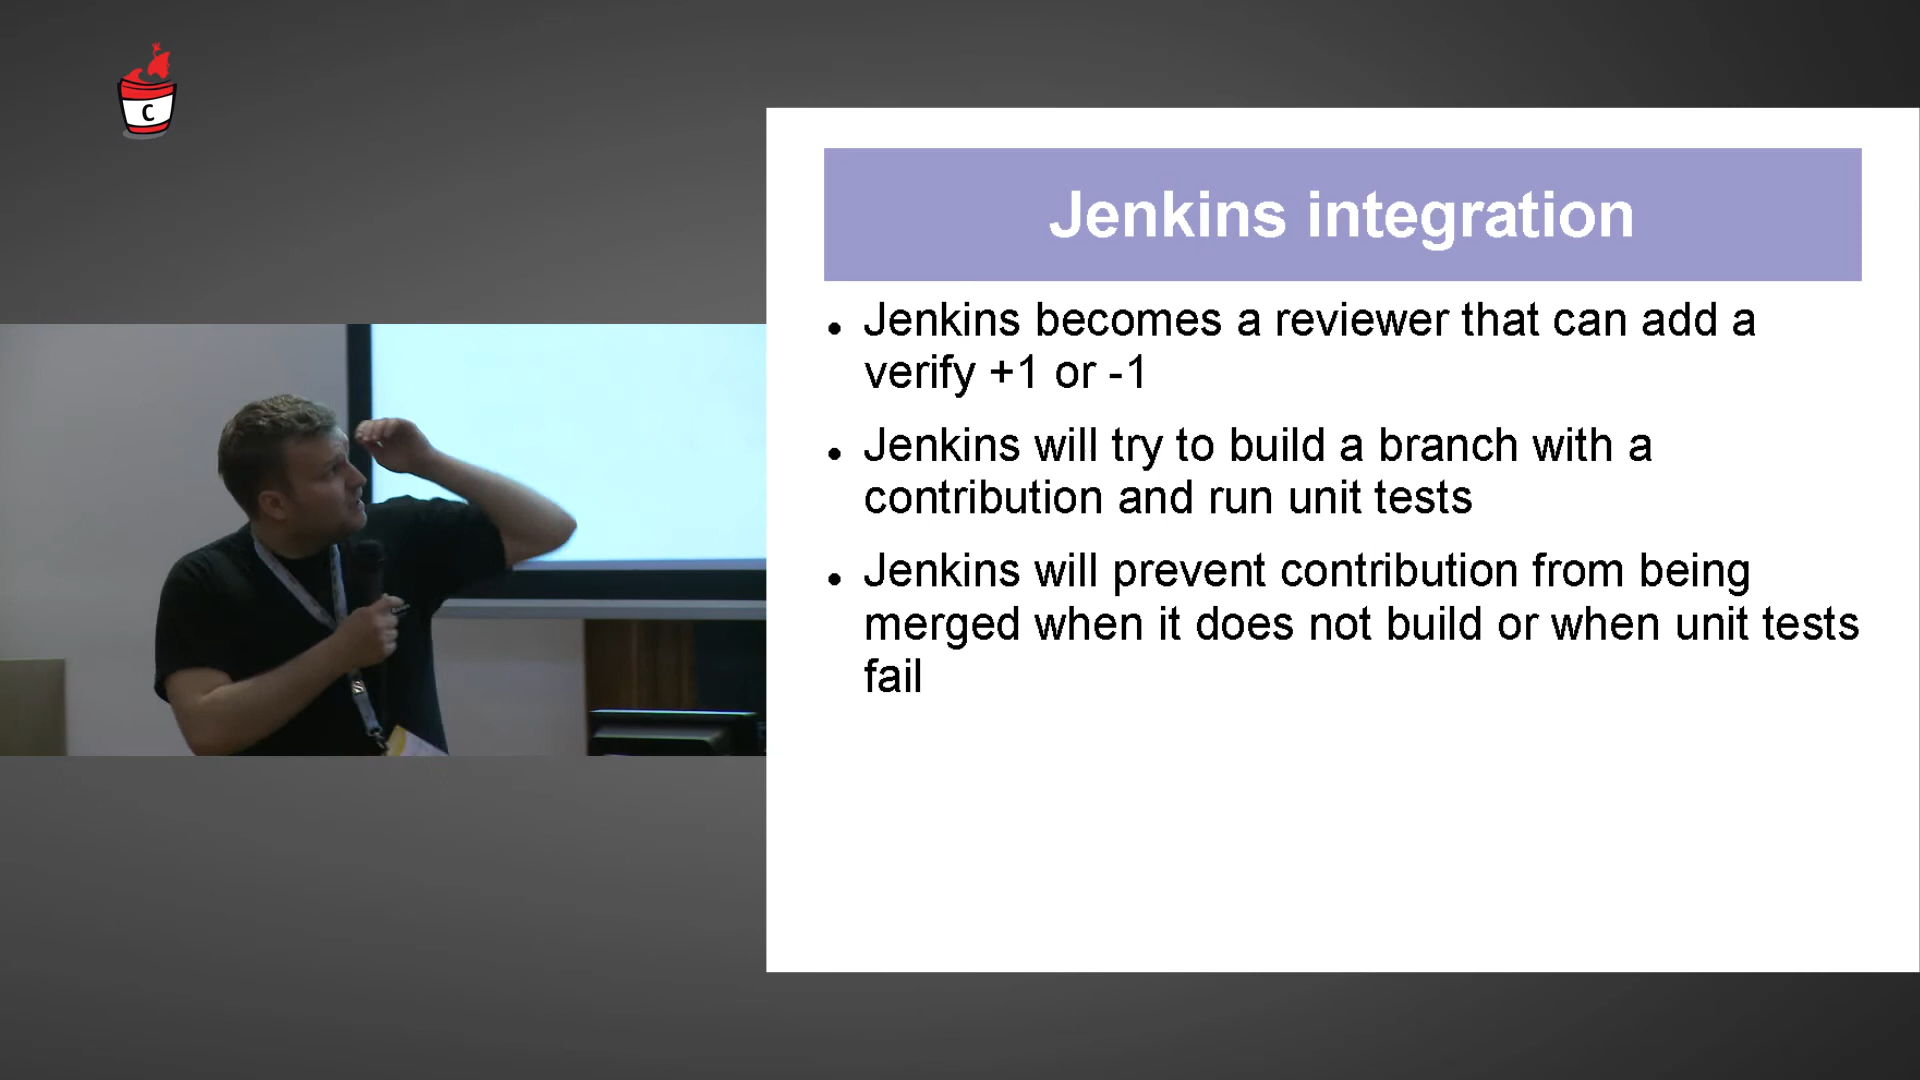 C
Jenkins integration
Jenkins becomes a reviewer that can add a
verify +1 or -1
Jenkins will try to build a branch with a
contribution and run unit tests
Jenkins will prevent contribution from being
merged when it does not build or when unit tests
fail